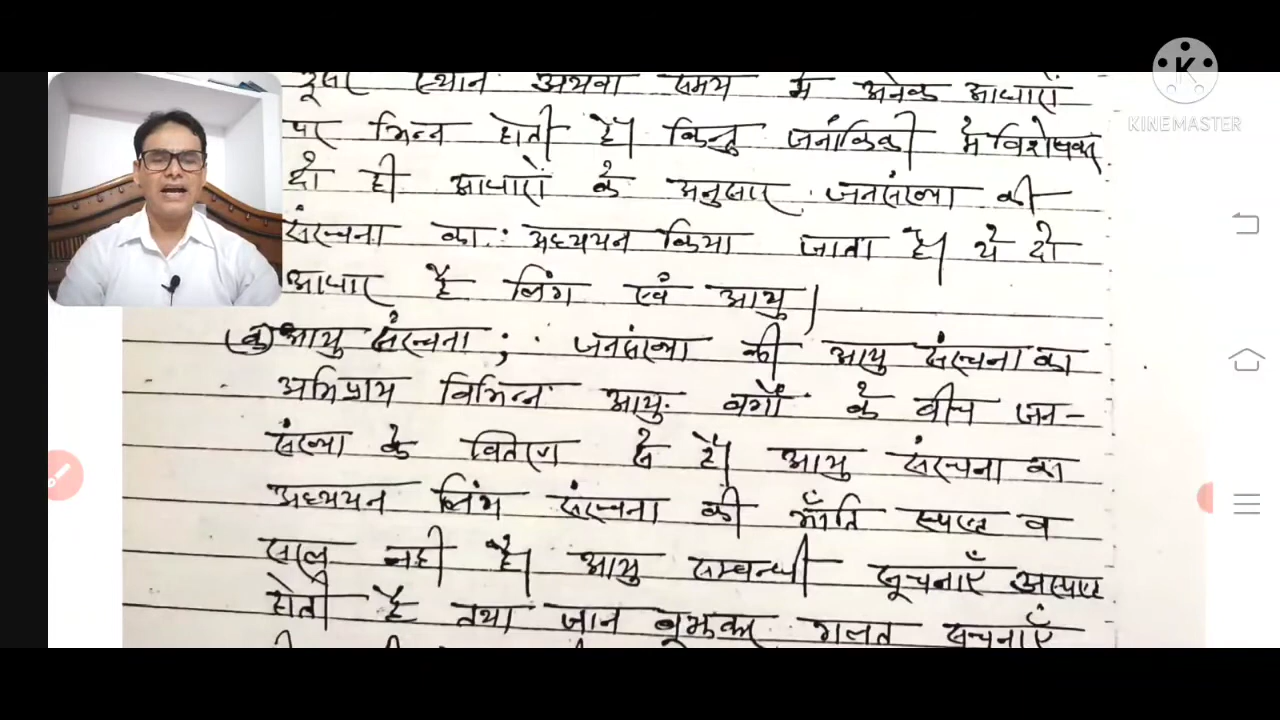 दूसरे स्थान अथवा समय में अनेक आधारों
पर भिन्न होती है। किन्तु जनांकिकी में विशेषकर
दो ही आधारों के अनुसार जनसंख्या की
संरचना का अध्ययन किया जाता है। ये दो
आधार है लिंग एवं आयु।
(क) आयु संरचना ; जनसंख्या की आयु संरचना का
अभिप्राय विभिन्न आयु वर्गों के बीच जन-
संख्या के वितरण से है। आयु संरचना का
अध्ययन लिंग संरचना की भाँति स्पष्ट व
सरल नही है। आयु सम्बन्धी सूचनाएँ अस्पष्ट
होती है तथा जान बूझकर गलत सूचनाएँ
K
KINEMASTER